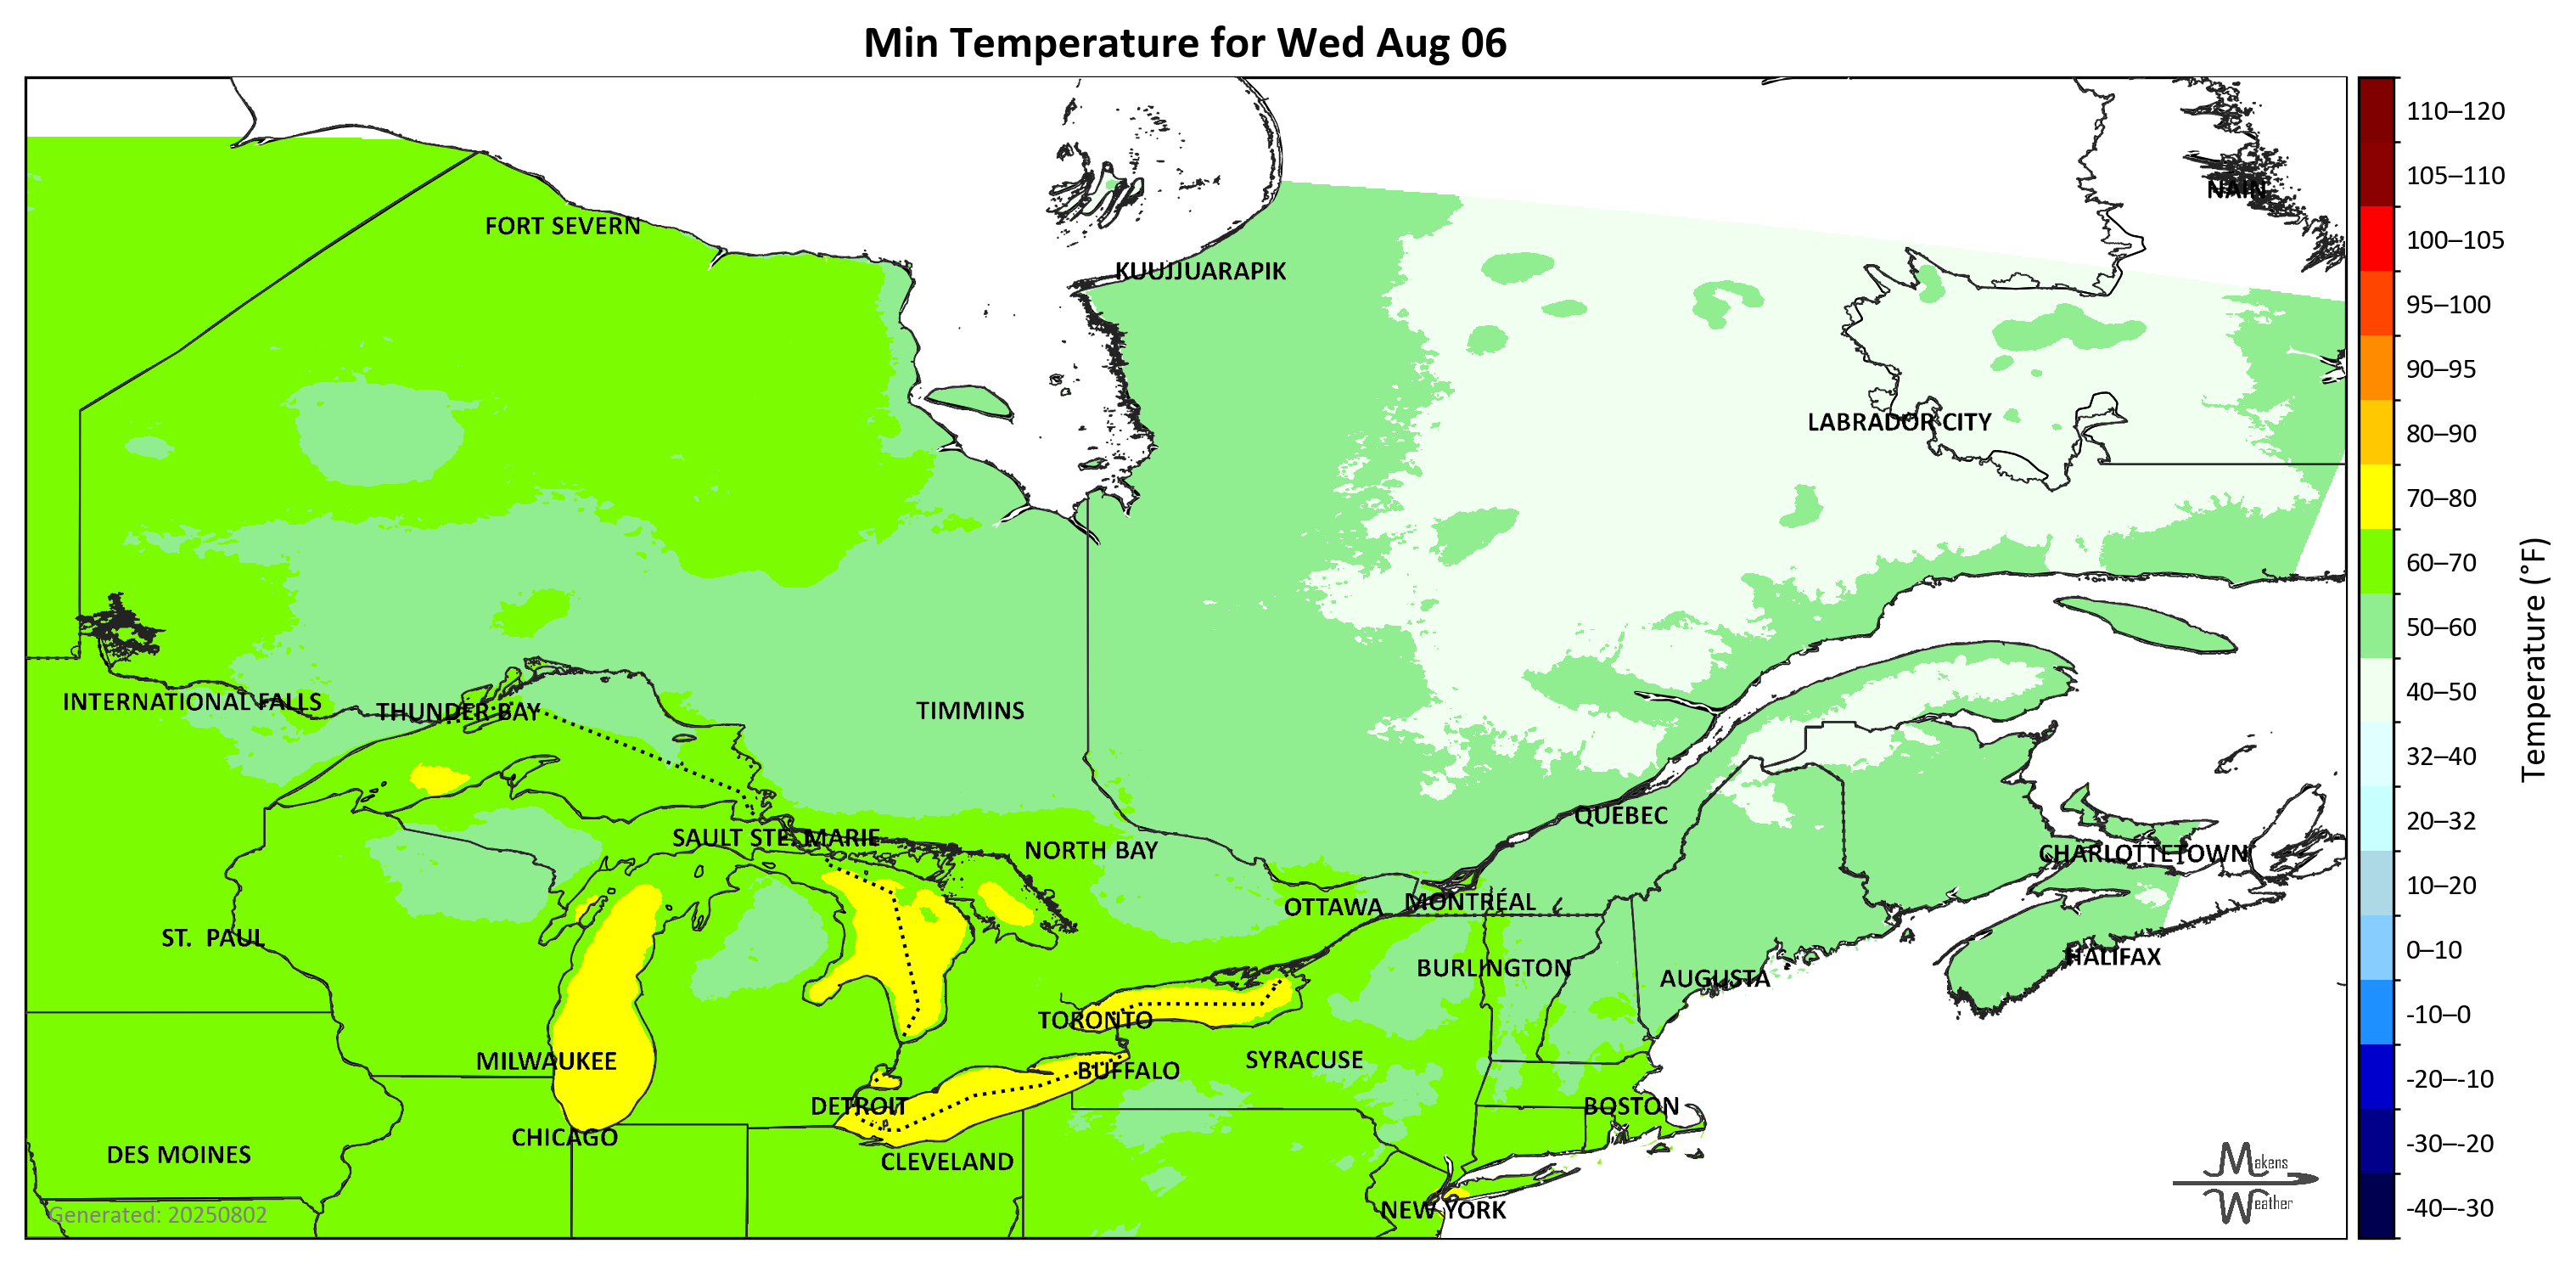 Min Temperature for Wed Aug 06
NAIN
FORT SEVERN
KUUJJUARAPIK
LABRADOR CITY
INTERNATIONAL FALLS
THUNDER BAY
TIMMINS
QUÉBEC
SAULT STE. MARIE
NORTH BAY
CHARLOTTETOWN
OTTAWA
MONTRÉAL
ST. PAUL
HALIFAX
BURLINGTON
AUGUSTA
TORONTO
MILWAUKEE
SYRACUSE
BUFFALO
DETROIT
BOSTON
CHICAGO
DES MOINES
CLEVELAND
NEW YORK
Generated: 20250802
Makens
Weather
110–120
105–110
100–105
95–100
90–95
80–90
70–80
60–70
50–60
40–50
32–40
20–32
10–20
0–10
-10–0
-20–-10
-30–-20
-40–-30
Temperature (°F)